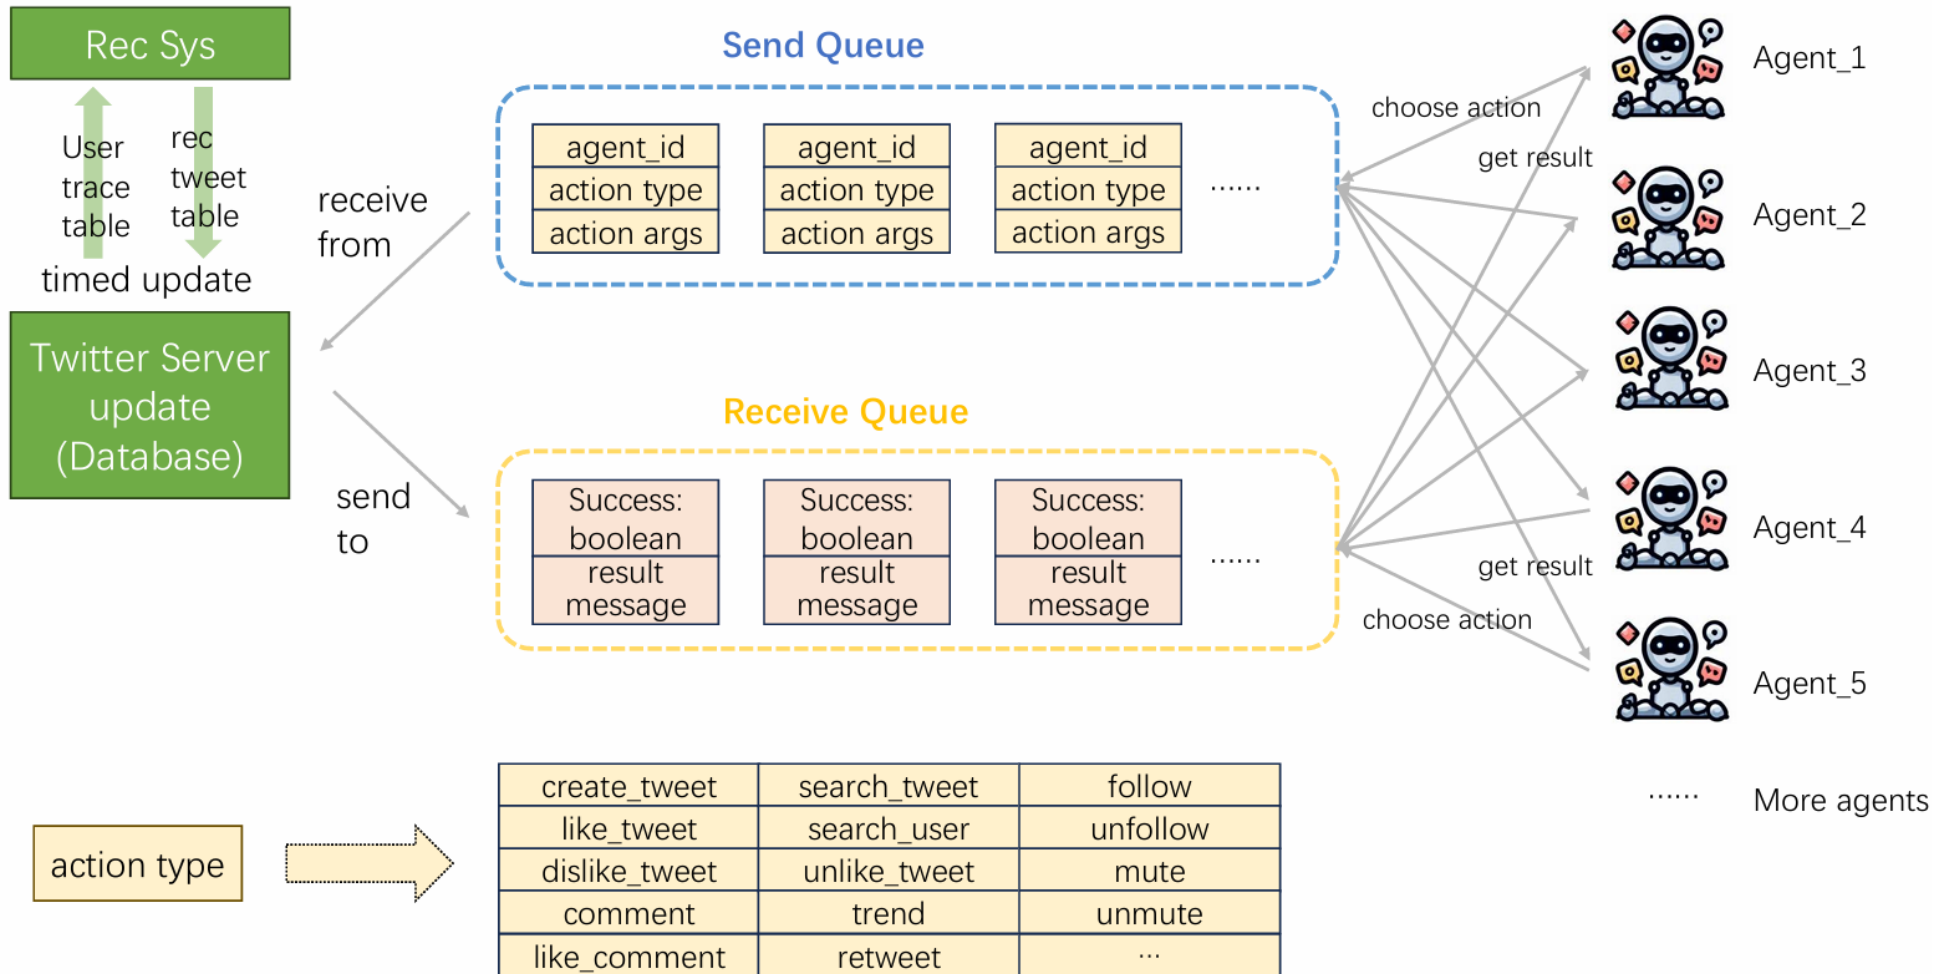 Rec Sys
User
trace
table
rec
tweet
table
timed update
Twitter Server
update
(Database)
receive
from
send
to
Send Queue
agent_id
action type
action args
agent_id
action type
action args
agent_id
action type
action args
......
Receive Queue
Success:
boolean
result
message
Success:
boolean
result
message
Success:
boolean
result
message
......
choose action
get result
get result
choose action
Agent_1
Agent_2
Agent_3
Agent_4
Agent_5
...... More agents
action type
create_tweet search_tweet follow
like_tweet search_user unfollow
dislike_tweet unlike_tweet mute
comment trend unmute
like_comment retweet ...